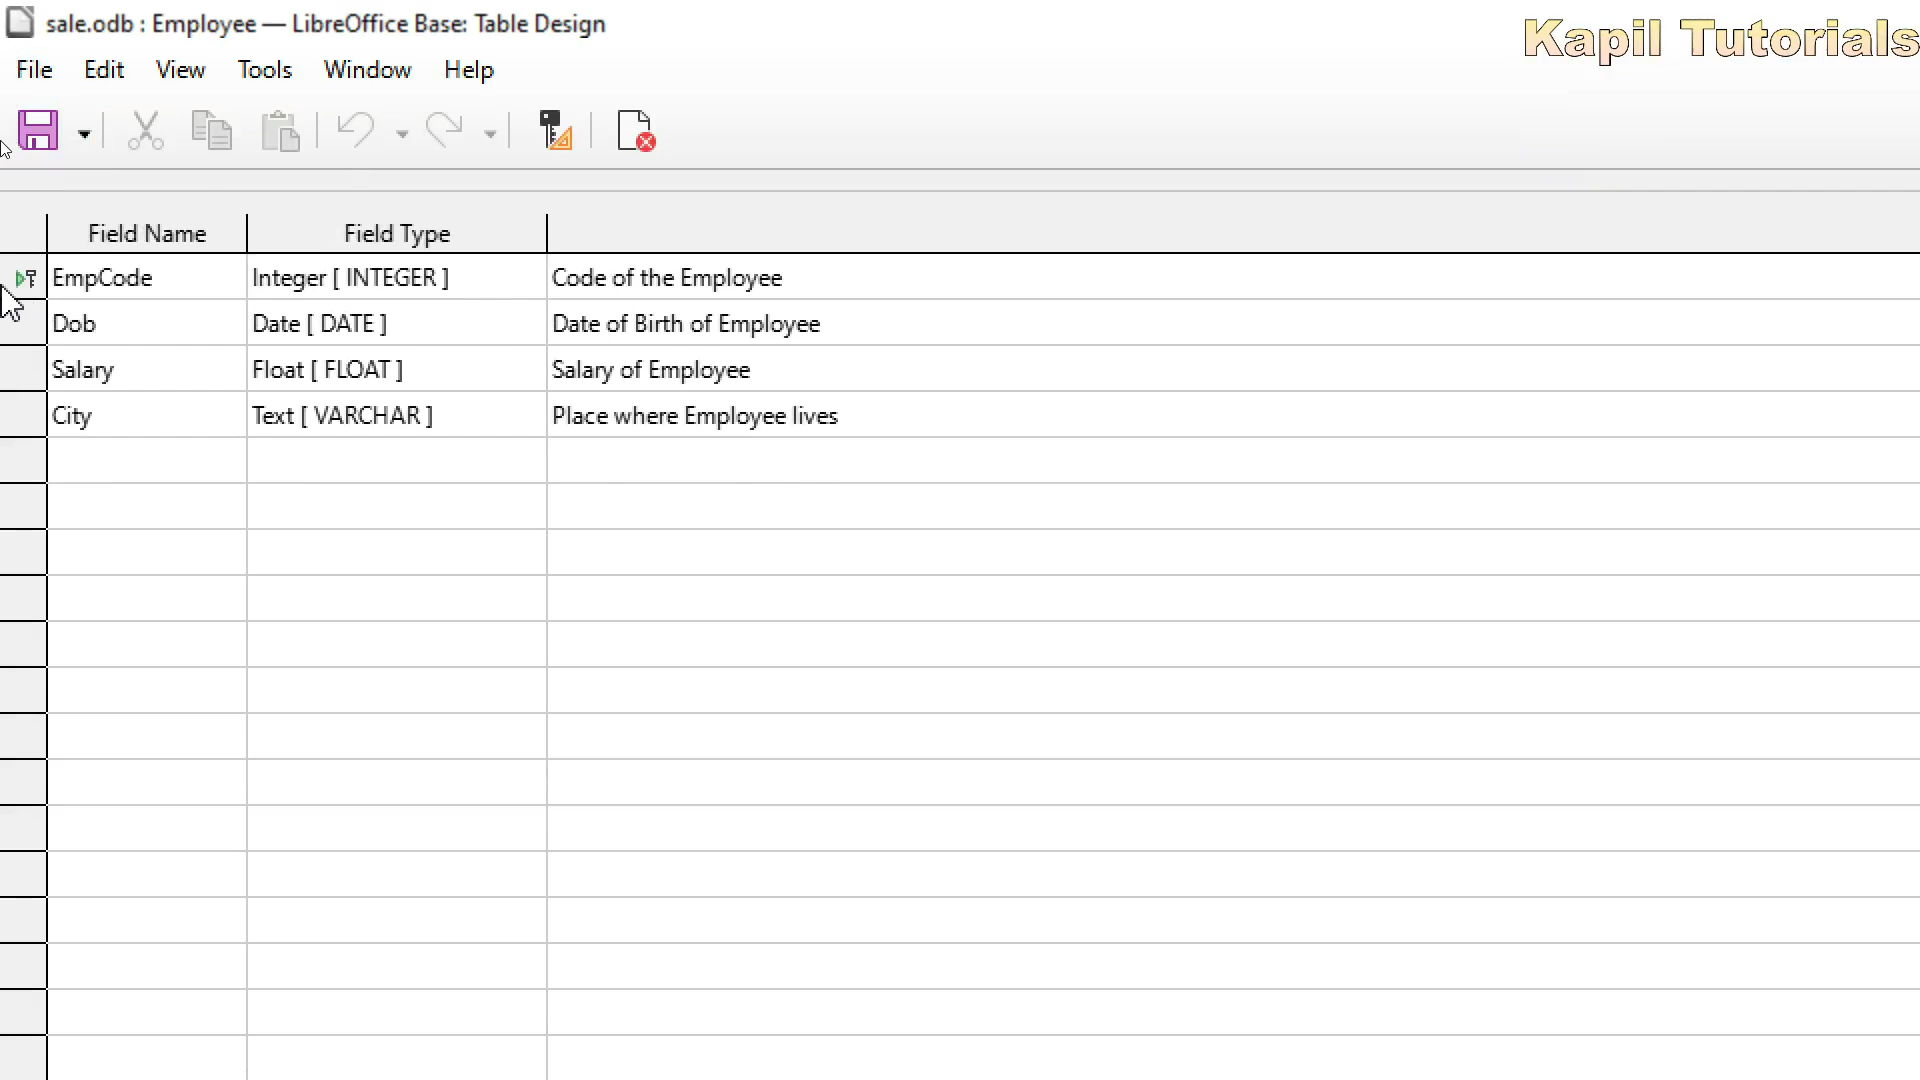 sale.odb : Employee — LibreOffice Base: Table Design
Kapil Tutorials
File Edit View Tools Window Help
Field Name Field Type
EmpCode Integer [ INTEGER ] Code of the Employee
Dob Date [ DATE ] Date of Birth of Employee
Salary Float [ FLOAT ] Salary of Employee
City Text [ VARCHAR ] Place where Employee lives